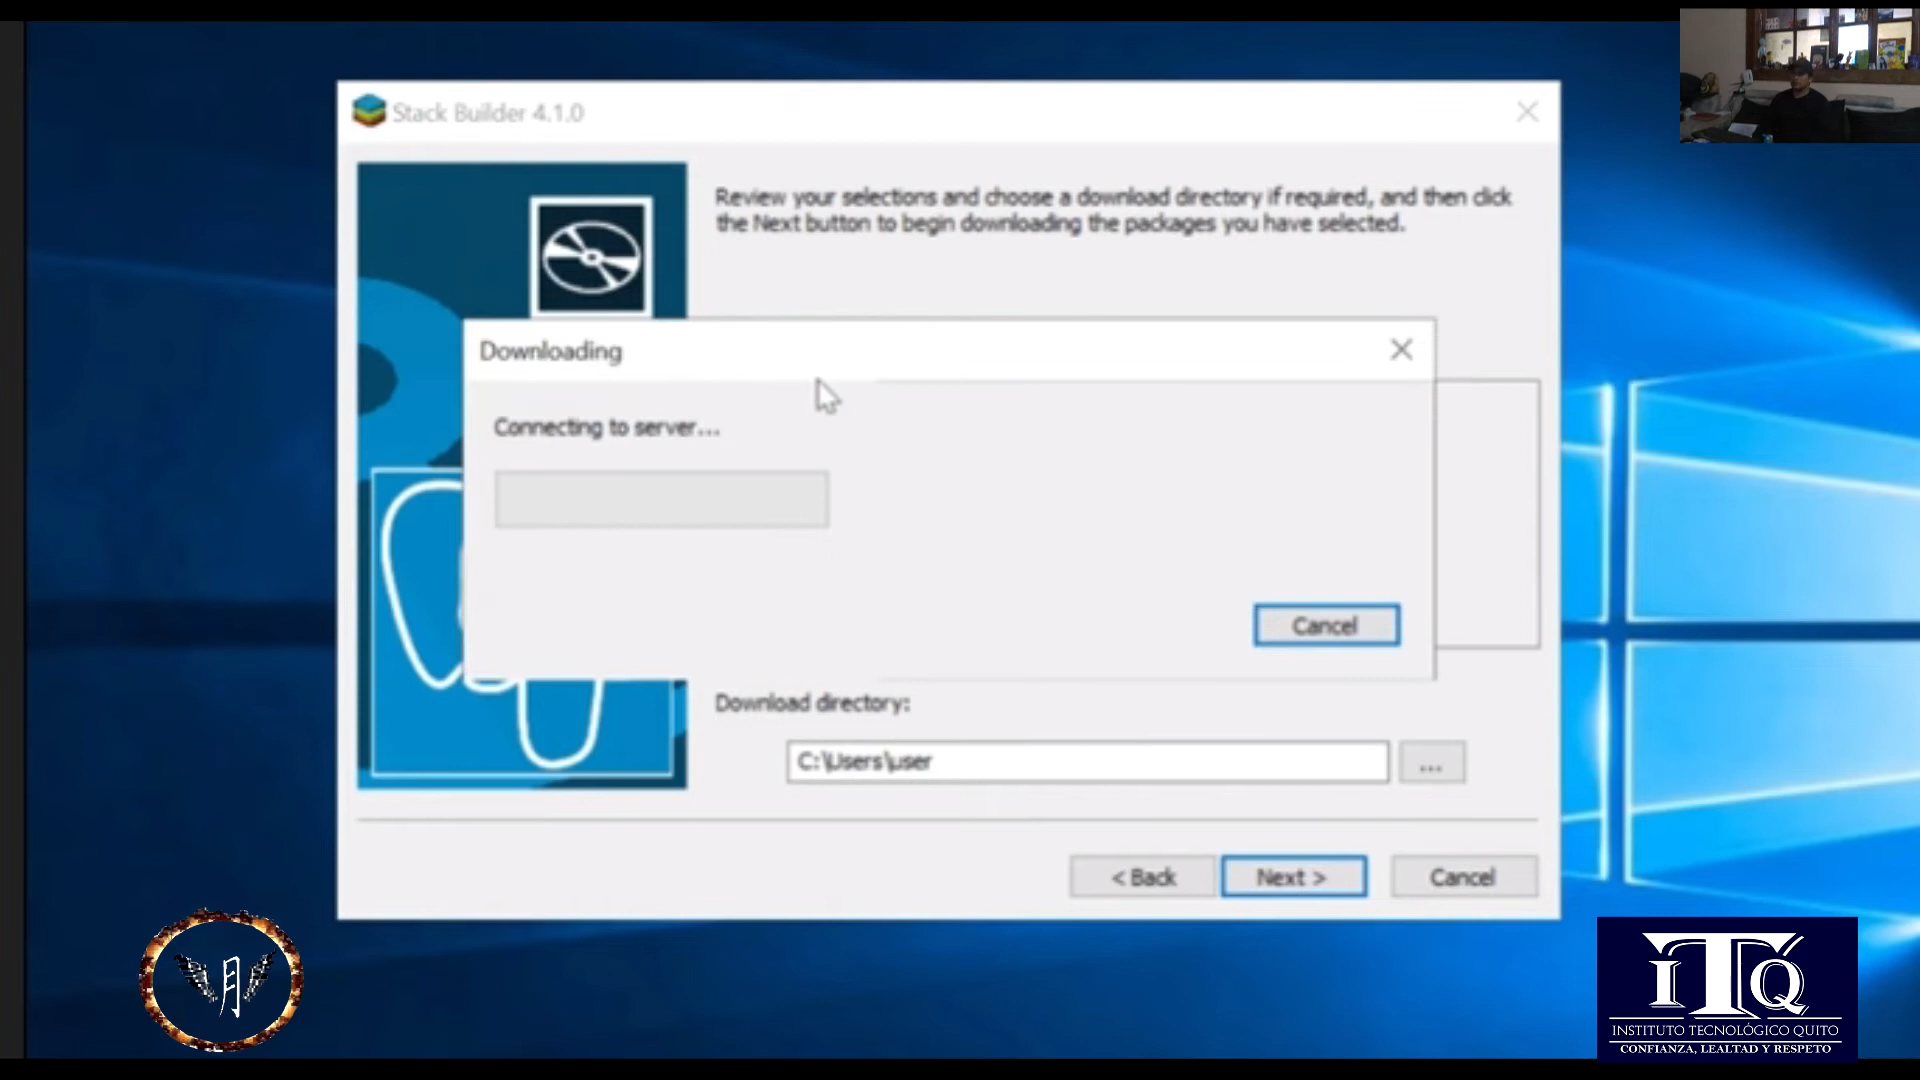 Stack Builder 4.1.0
Review your selections and choose a download directory if required, and then click
the Next button to begin downloading the packages you have selected.
Downloading
Connecting to server...
Cancel
Download directory:
C:\Users\user
...
< Back
Next >
Cancel
月
ITQ
INSTITUTO TECNOLÓGICO QUITO
CONFIANZA, LEALTAD Y RESPETO